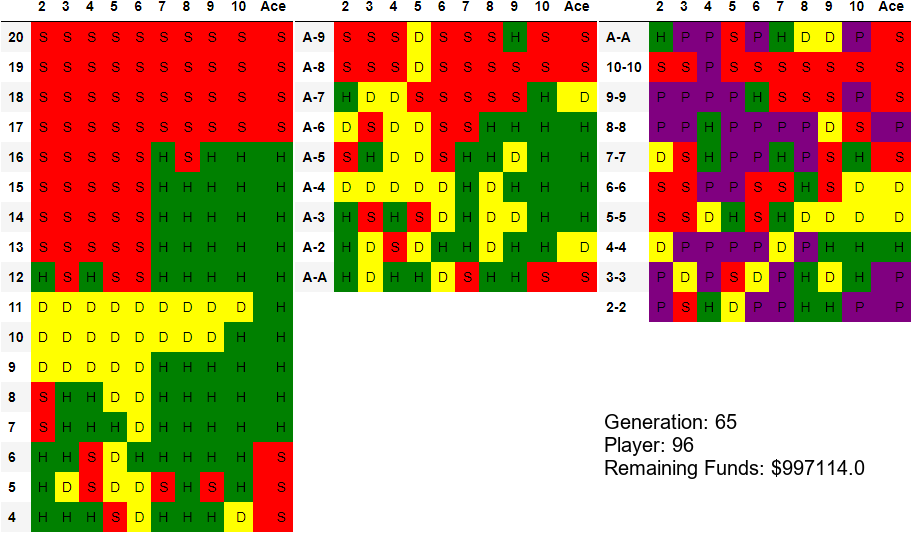 2 3 4 5 6 7 8 9 10 Ace
20 S S S S S S S S S S
19 S S S S S S S S S S
18 S S S S S S S S S S
17 S S S S S S S S S S
16 S S S S S H S H H H
15 S S S S S H H H H H
14 S S S S S H H H H H
13 S S S S S H H H H H
12 H S H S S H H H H H
11 D D D D D D D D D H
10 D D D D D D D D H H
9 D D D D D H H H H H
8 S H H D D H H H H H
7 S H H H D H H H H H
6 H H S D H H H H H S
5 H D S D D S H S H S
4 H H H S D H H H D S
2 3 4 5 6 7 8 9 10 Ace
A-9 S S S D S S S H S S
A-8 S S S D S S S S S S
A-7 H D D S S S S S H D
A-6 D S D D S S H H H H
A-5 S H D D S H H D H H
A-4 D D D D D H D H H H
A-3 H S H S D H D D H H
A-2 H D S D H H D H H D
A-A H D H H D S H H S S
2 3 4 5 6 7 8 9 10 Ace
A-A H P P S P H D D P S
10-10 S S P S S S S S S S
9-9 P P P P H S S S P S
8-8 P P H P P P P D S P
7-7 D S H P P H P S H S
6-6 S S P P S S H S D D
5-5 S S D H S H D D D D
4-4 D P P P P D P H H H
3-3 P D P S D P H D H P
2-2 P S H D P P H H P P
Generation: 65
Player: 96
Remaining Funds: $997114.0